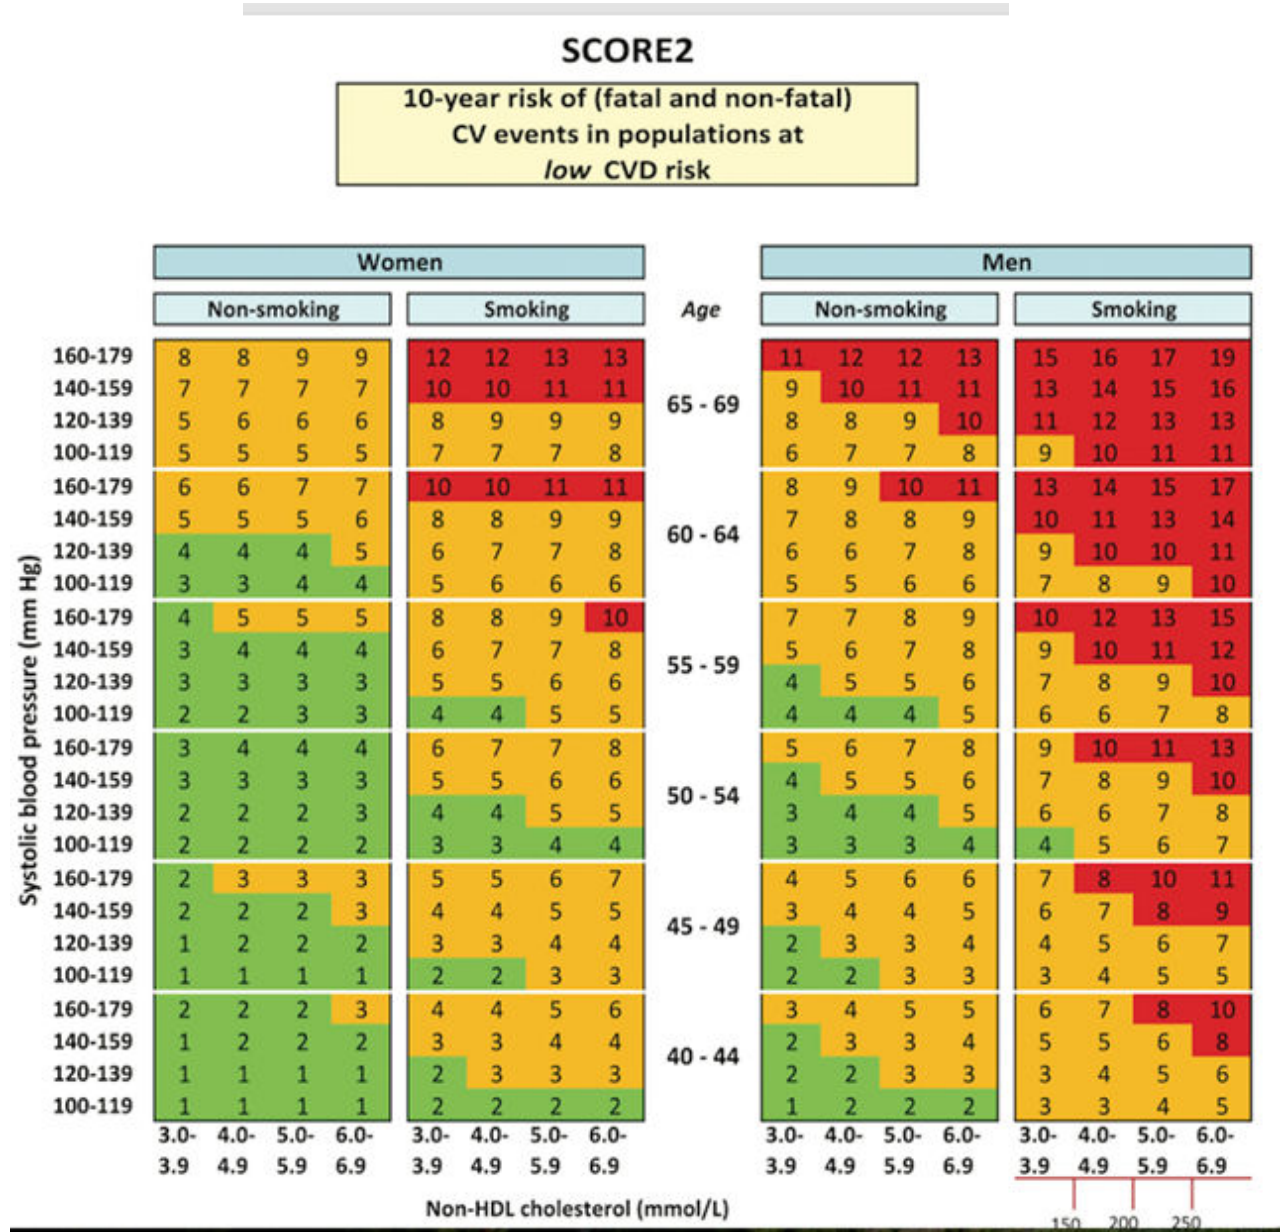 SCORE2
10-year risk of (fatal and non-fatal)
CV events in populations at
low CVD risk
Women Men
Non-smoking Smoking Age Non-smoking Smoking
Systolic blood pressure (mm Hg)
160-179 8 8 9 9 12 12 13 13 11 12 12 13 15 16 17 19
140-159 7 7 7 7 10 10 11 11 9 10 11 11 13 14 15 16
65 - 69
120-139 5 6 6 6 8 9 9 9 8 8 9 10 11 12 13 13
100-119 5 5 5 5 7 7 7 8 6 7 7 8 9 10 11 11
160-179 6 6 7 7 10 10 11 11 8 9 10 11 13 14 15 17
140-159 5 5 5 6 8 8 9 9 7 8 8 9 10 11 13 14
60 - 64
120-139 4 4 4 5 6 7 7 8 6 6 7 8 9 10 10 11
100-119 3 3 4 4 5 6 6 6 5 5 6 6 7 8 9 10
160-179 4 5 5 5 8 8 9 10 7 7 8 9 10 12 13 15
140-159 3 4 4 4 6 7 7 8 5 6 7 8 9 10 11 12
55 - 59
120-139 3 3 3 3 5 5 6 6 4 5 5 6 7 8 9 10
100-119 2 2 3 3 4 4 5 5 4 4 4 5 6 6 7 8
160-179 3 4 4 4 6 7 7 8 5 6 7 8 9 10 11 13
140-159 3 3 3 3 5 5 6 6 4 5 5 6 7 8 9 10
50 - 54
120-139 2 2 2 3 4 4 5 5 3 4 4 5 6 6 7 8
100-119 2 2 2 2 3 3 4 4 3 3 3 4 4 5 6 7
160-179 2 3 3 3 5 5 6 7 4 5 6 6 7 8 10 11
140-159 2 2 2 3 4 4 5 5 3 4 4 5 6 7 8 9
45 - 49
120-139 1 2 2 2 3 3 4 4 2 3 3 4 4 5 6 7
100-119 1 1 1 1 2 2 3 3 2 2 3 3 3 4 5 5
160-179 2 2 2 3 4 4 5 6 3 4 5 5 6 7 8 10
140-159 1 2 2 2 3 3 4 4 2 3 3 4 5 5 6 8
40 - 44
120-139 1 1 1 1 2 3 3 3 2 2 3 3 3 4 5 6
100-119 1 1 1 1 2 2 2 2 1 2 2 2 3 3 4 5
3.0- 4.0- 5.0- 6.0- 3.0- 4.0- 5.0- 6.0- 3.0- 4.0- 5.0- 6.0- 3.0- 4.0- 5.0- 6.0-
3.9 4.9 5.9 6.9 3.9 4.9 5.9 6.9 3.9 4.9 5.9 6.9 3.9 4.9 5.9 6.9
Non-HDL cholesterol (mmol/L)
150 200 250